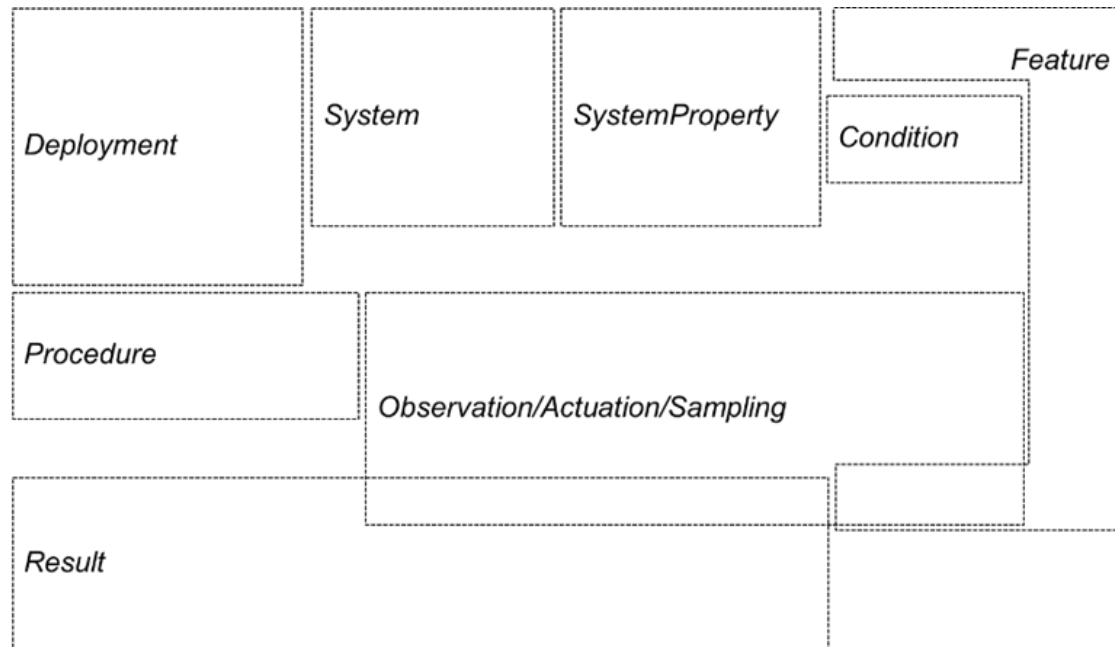 Feature
System
SystemProperty
Condition
Deployment
Procedure
Observation/Actuation/Sampling
Result